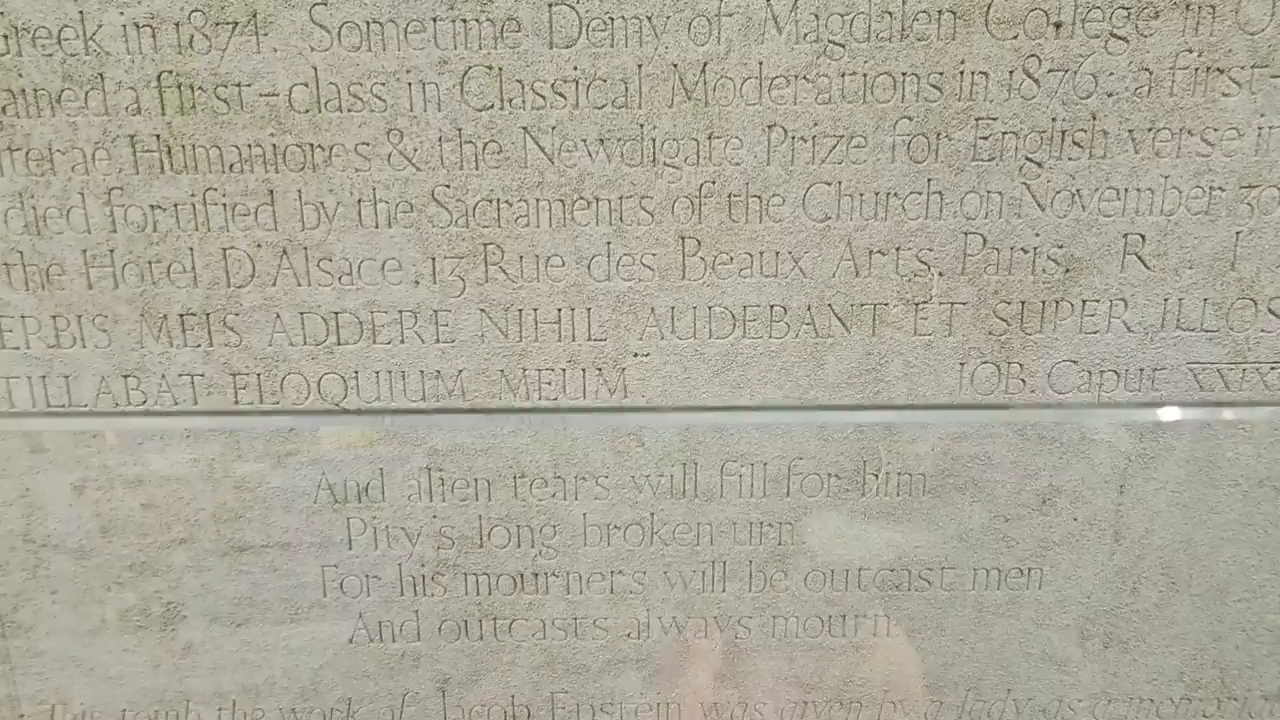 Greek in 1874. Sometime Demy of Magdalen College in O
ained a first-class in Classical Moderations in 1876: a first-
iterae Humaniores & the Newdigate Prize for English verse in
died fortified by the Sacraments of the Church on November 30
the Hotel D'Alsace, 13 Rue des Beaux Arts, Paris. R . I
ERBIS MEIS ADDERE NIHIL AUDEBANT ET SUPER ILLOS
TILLABAT ELOQUIUM MEUM. JOB. Caput XXIX
And alien tears will fill for him
Pity's long broken urn
For his mourners will be outcast men
And outcasts always mourn.
This tomb the work of Jacob Epstein was given by a lady as a memorial